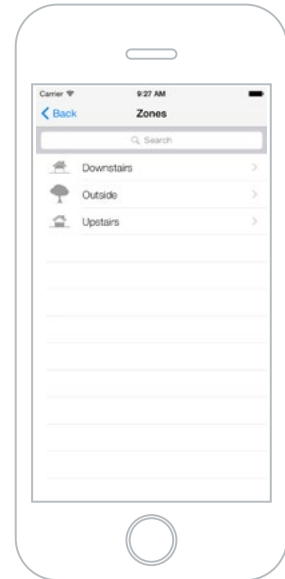 Carrier 9:27 AM
Back Zones
Search
Downstairs
Outside
Upstairs